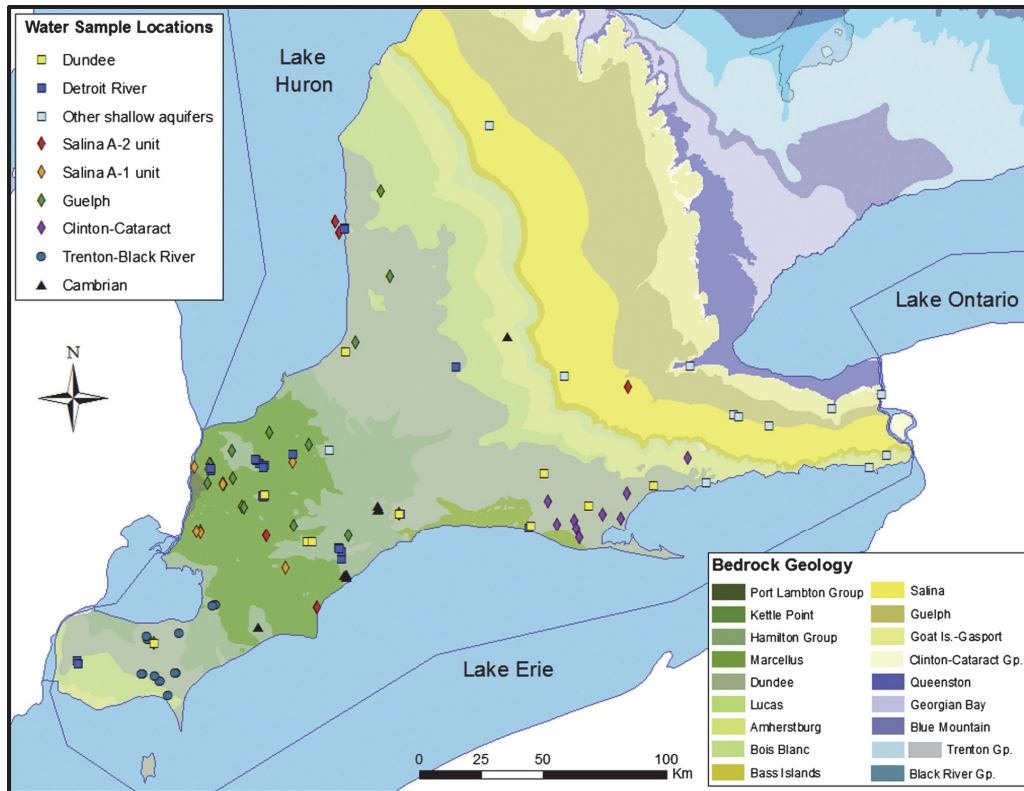 Water Sample Locations
Dundee
Detroit River
Other shallow aquifers
Salina A-2 unit
Salina A-1 unit
Guelph
Clinton-Cataract
Trenton-Black River
Cambrian
Lake
Huron
Lake Ontario
N
Lake Erie
0 25 50 100
Km
Bedrock Geology
Port Lambton Group
Kettle Point
Hamilton Group
Marcellus
Dundee
Lucas
Amherstburg
Bois Blanc
Bass Islands
Salina
Guelph
Goat Is.-Gasport
Clinton-Cataract Gp.
Queenston
Georgian Bay
Blue Mountain
Trenton Gp.
Black River Gp.